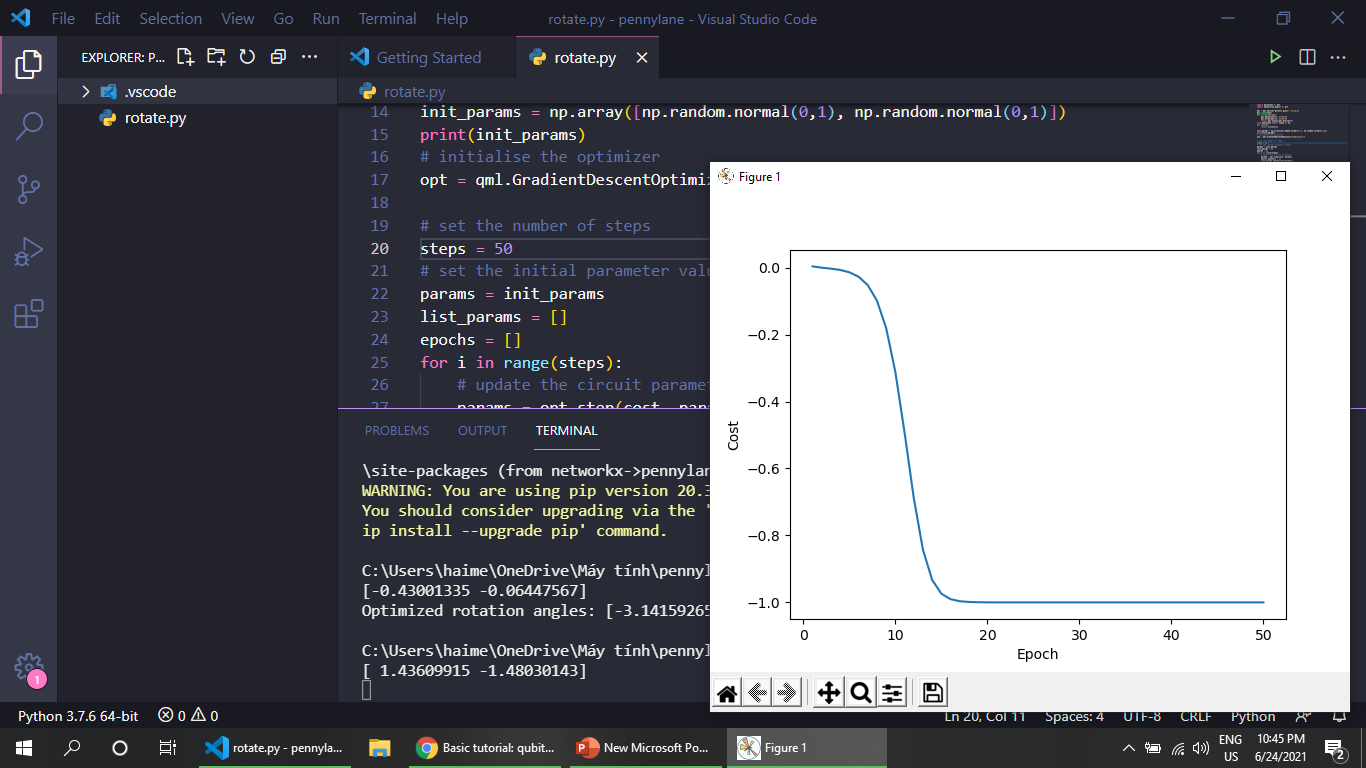 File Edit Selection View Go Run Terminal Help
rotate.py - pennylane - Visual Studio Code
EXPLORER: P...
.vscode
rotate.py
Getting Started
rotate.py
rotate.py
14 init_params = np.array([np.random.normal(0,1), np.random.normal(0,1)])
15 print(init_params)
16 # initialise the optimizer
17 opt = qml.GradientDescentOptimi
18
19 # set the number of steps
20 steps = 50
21 # set the initial parameter valu
22 params = init_params
23 list_params = []
24 epochs = []
25 for i in range(steps):
26 # update the circuit parame
27 params = opt.step(cost, para
PROBLEMS OUTPUT TERMINAL
\site-packages (from networkx->pennylan
WARNING: You are using pip version 20.3
You should consider upgrading via the '
ip install --upgrade pip' command.
C:\Users\haime\OneDrive\Máy tính\pennyl
[-0.43001335 -0.06447567]
Optimized rotation angles: [-3.14159265
C:\Users\haime\OneDrive\Máy tính\pennyl
[ 1.43609915 -1.48030143]
1
Figure 1
0.0
−0.2
−0.4
−0.6
−0.8
−1.0
Cost
0 10 20 30 40 50
Epoch
Python 3.7.6 64-bit
0 0
Ln 20, Col 11 Spaces: 4 UTF-8 CRLF Python
rotate.py - pennyla...
Basic tutorial: qubit...
New Microsoft Po...
Figure 1
ENG
US
10:45 PM
6/24/2021
2